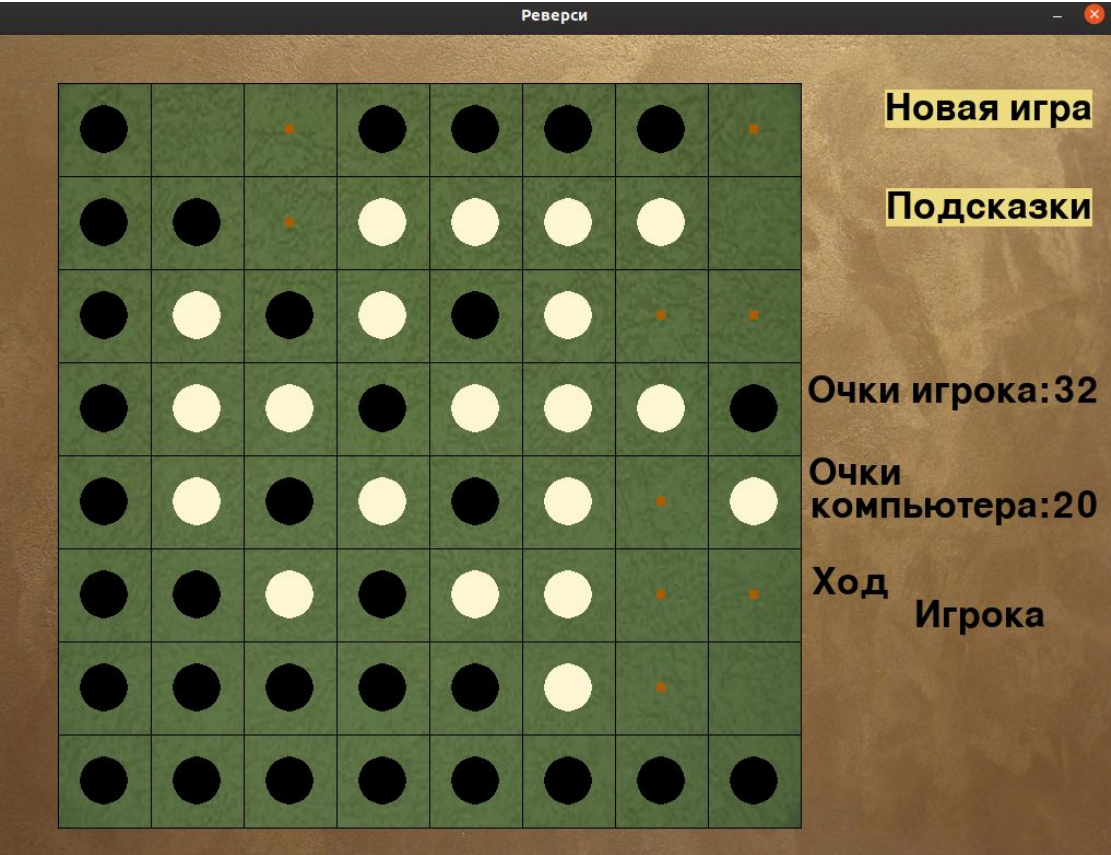 Реверси
Новая игра
Подсказки
Очки игрока:32
Очки
компьютера:20
Ход
Игрока